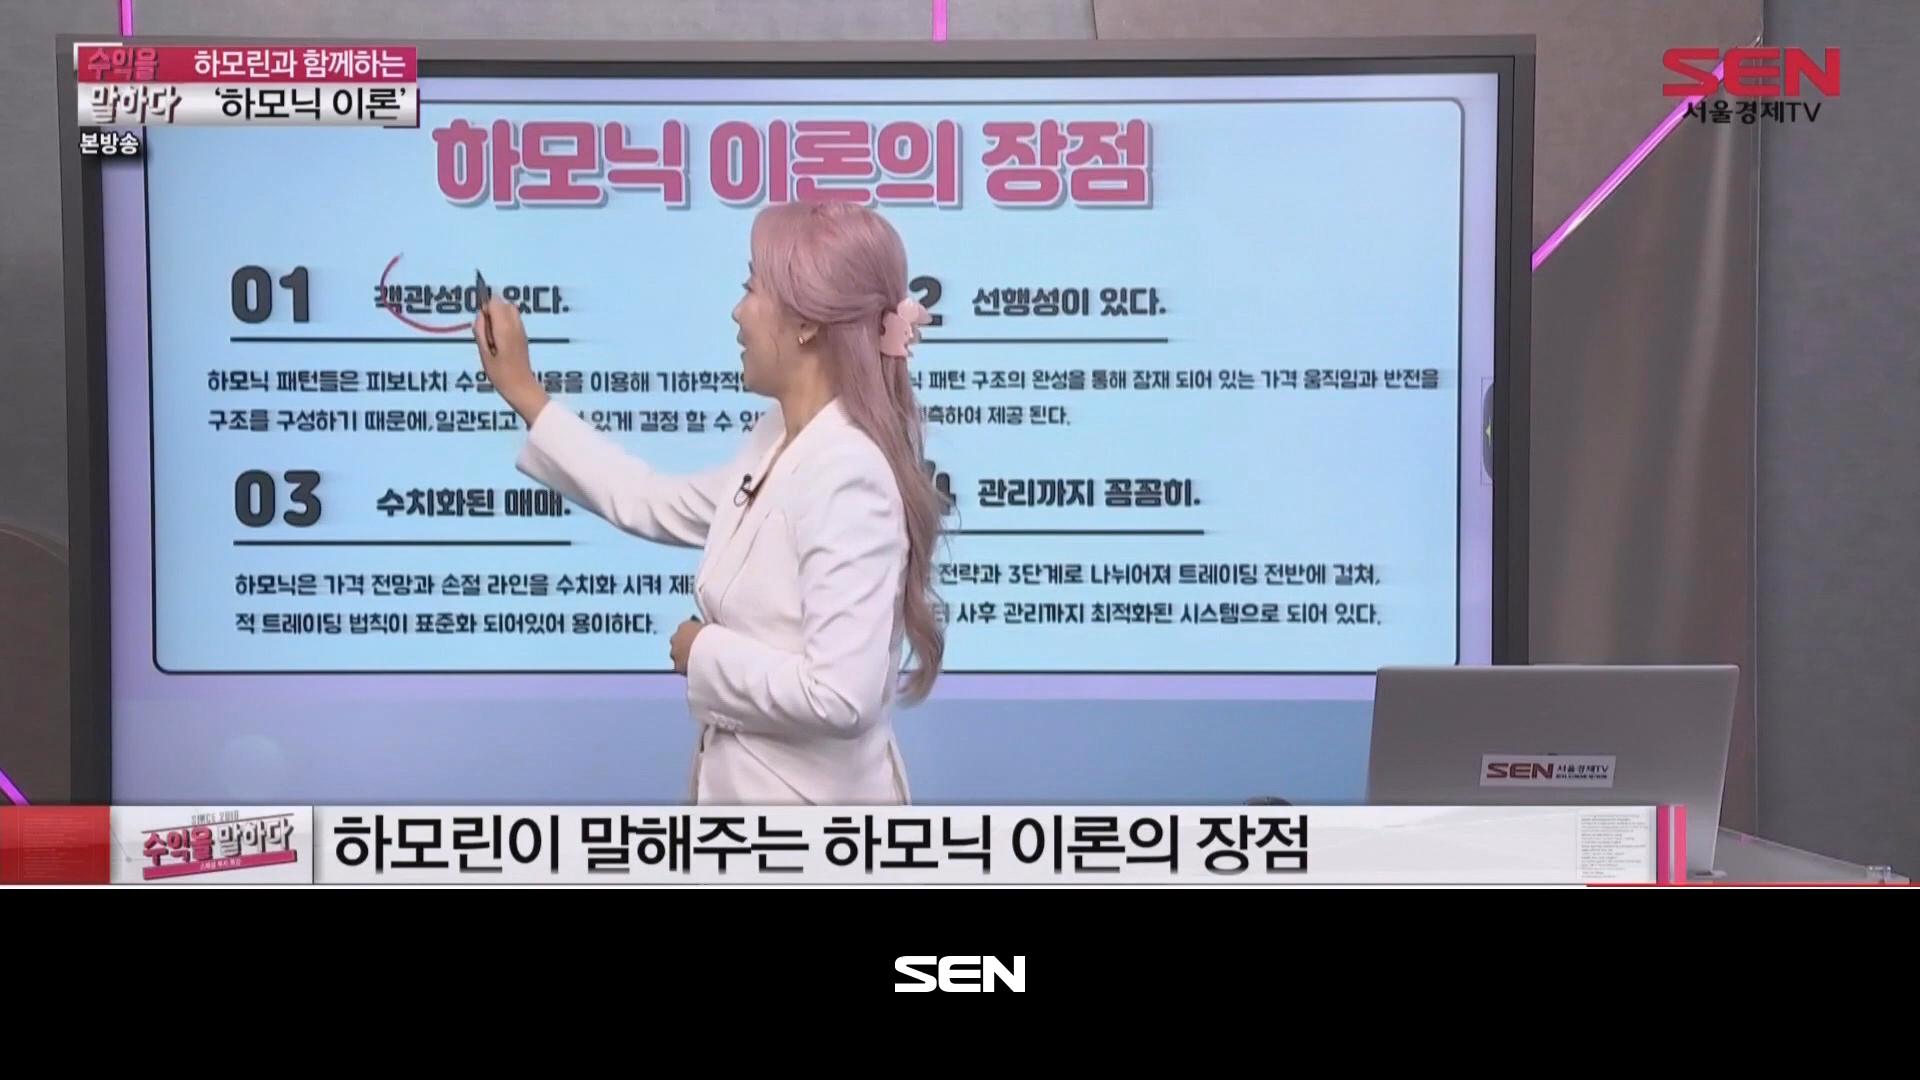 수익을 말하다
하모린과 함께하는
'하모닉 이론'
본방송
SEN
서울경제TV
하모닉 이론의 장점
01 객관성이 있다.
하모닉 패턴들은 피보나치 수열 이용해 기하학적
구조를 구성하기 때문에,일관되고 있게 결정 할 수
2 선행성이 있다.
패턴 구조의 완성을 통해 잠재 되어 있는 가격 움직임과 반전을
측하여 제공 된다.
03 수치화된 매매.
하모닉은 가격 전망과 손절 라인을 수치화 시켜
적 트레이딩 법칙이 표준화 되어있어 용이하다.
관리까지 꼼꼼히.
전략과 3단계로 나뉘어져 트레이딩 전반에 걸쳐,
사후 관리까지 최적화된 시스템으로 되어 있다.
SEN 서울경제TV
수익을 말하다
하모린이 말해주는 하모닉 이론의 장점
SEN